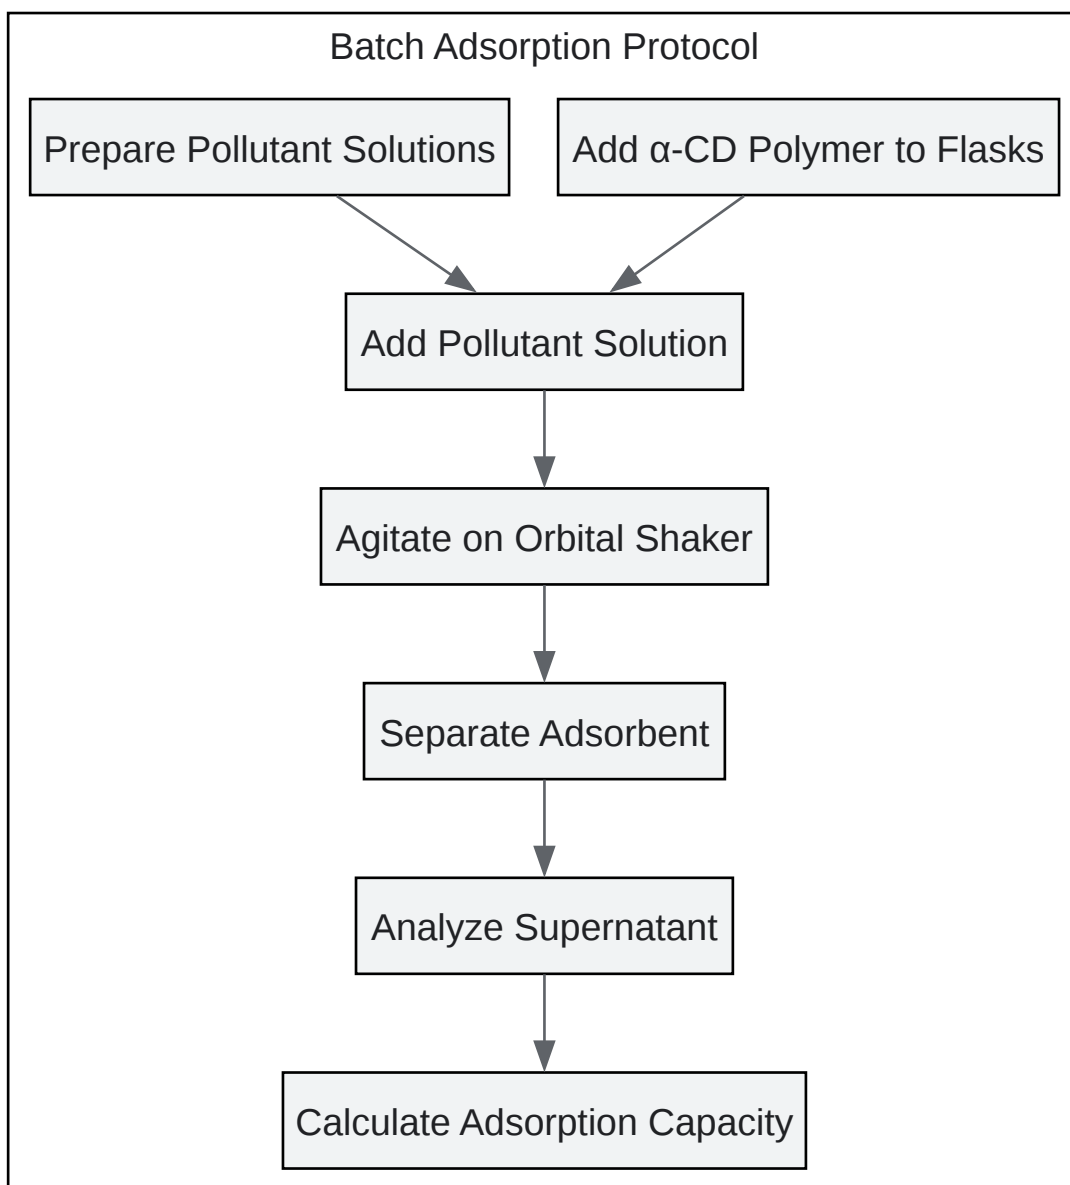 Batch Adsorption Protocol
Prepare Pollutant Solutions
Add α-CD Polymer to Flasks
Add Pollutant Solution
Agitate on Orbital Shaker
Separate Adsorbent
Analyze Supernatant
Calculate Adsorption Capacity